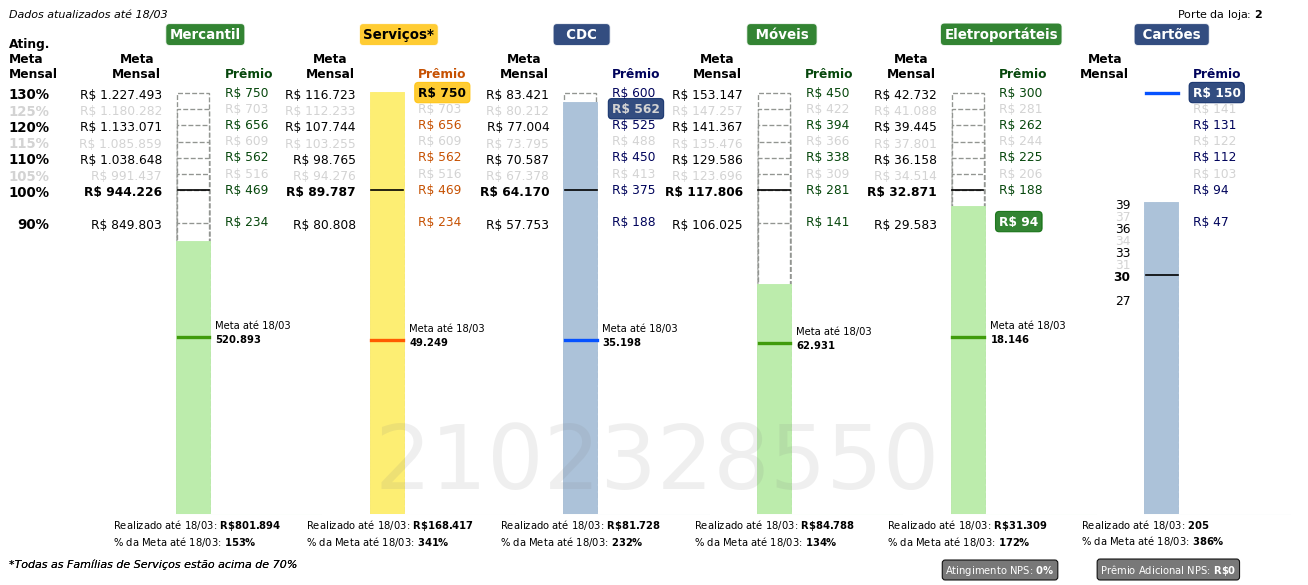 Dados atualizados até 18/03
Porte da loja: 2
Mercantil Serviços* CDC Móveis Eletroportáteis Cartões
Ating. Meta Mensal
Meta Mensal Prêmio Meta Mensal Prêmio Meta Mensal Prêmio Meta Mensal Prêmio Meta Mensal Prêmio Meta Mensal Prêmio
130% R$ 1.227.493 R$ 750 R$ 116.723 R$ 750 R$ 83.421 R$ 600 R$ 153.147 R$ 450 R$ 42.732 R$ 300 R$ 150
125% R$ 1.180.282 R$ 703 R$ 112.233 R$ 703 R$ 80.212 R$ 562 R$ 147.257 R$ 422 R$ 41.088 R$ 281 R$ 141
120% R$ 1.133.071 R$ 656 R$ 107.744 R$ 656 R$ 77.004 R$ 525 R$ 141.367 R$ 394 R$ 39.445 R$ 262 R$ 131
115% R$ 1.085.859 R$ 609 R$ 103.255 R$ 609 R$ 73.795 R$ 488 R$ 135.476 R$ 366 R$ 37.801 R$ 244 R$ 122
110% R$ 1.038.648 R$ 562 R$ 98.765 R$ 562 R$ 70.587 R$ 450 R$ 129.586 R$ 338 R$ 36.158 R$ 225 R$ 112
105% R$ 991.437 R$ 516 R$ 94.276 R$ 516 R$ 67.378 R$ 413 R$ 123.696 R$ 309 R$ 34.514 R$ 206 R$ 103
100% R$ 944.226 R$ 469 R$ 89.787 R$ 469 R$ 64.170 R$ 375 R$ 117.806 R$ 281 R$ 32.871 R$ 188 R$ 94
90% R$ 849.803 R$ 234 R$ 80.808 R$ 234 R$ 57.753 R$ 188 R$ 106.025 R$ 141 R$ 29.583 R$ 94 R$ 47
39
37
36
34
33
31
30
27
Meta até 18/03 Meta até 18/03 Meta até 18/03 Meta até 18/03 Meta até 18/03
520.893 49.249 35.198 62.931 18.146
2102328550
Realizado até 18/03: R$801.894 Realizado até 18/03: R$168.417 Realizado até 18/03: R$81.728 Realizado até 18/03: R$84.788 Realizado até 18/03: R$31.309 Realizado até 18/03: 205
% da Meta até 18/03: 153% % da Meta até 18/03: 341% % da Meta até 18/03: 232% % da Meta até 18/03: 134% % da Meta até 18/03: 172% % da Meta até 18/03: 386%
*Todas as Famílias de Serviços estão acima de 70%
Atingimento NPS: 0% Prêmio Adicional NPS: R$0